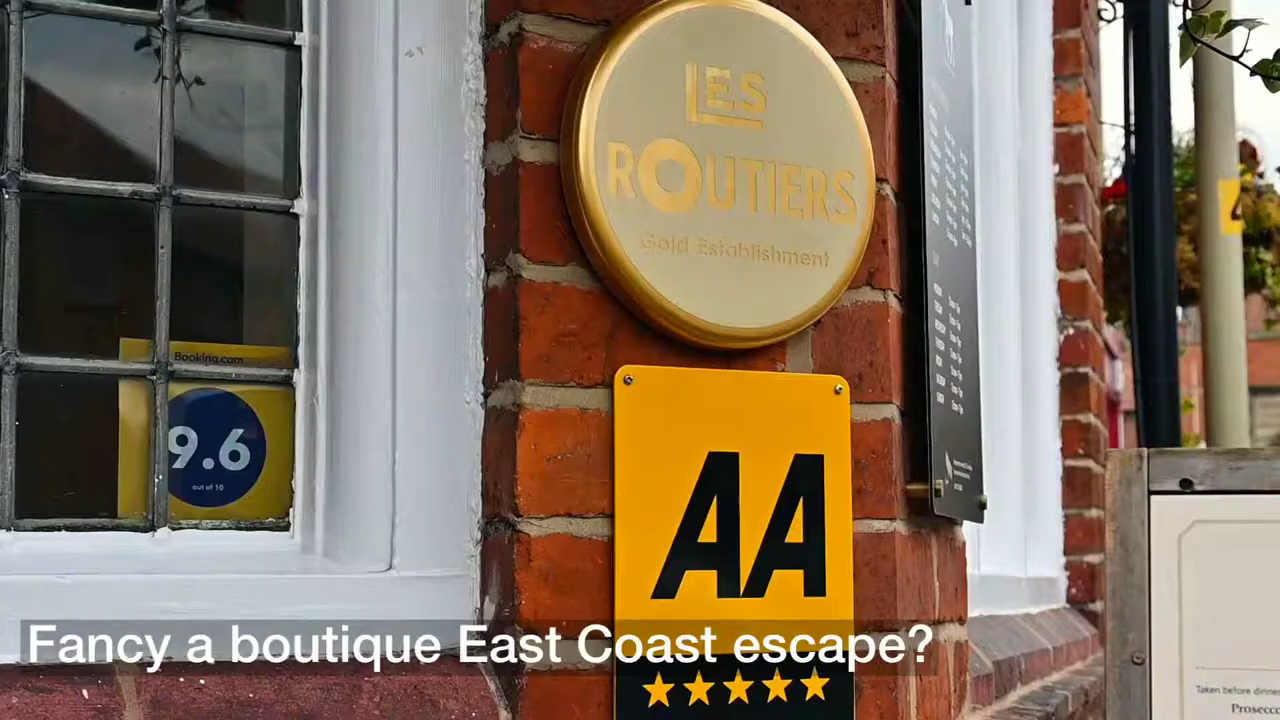 LES
ROUTIERS
Gold Establishment
Booking.com
9.6
out of 10
AA
Fancy a boutique East Coast escape?
Taken before dinne
Prosecco